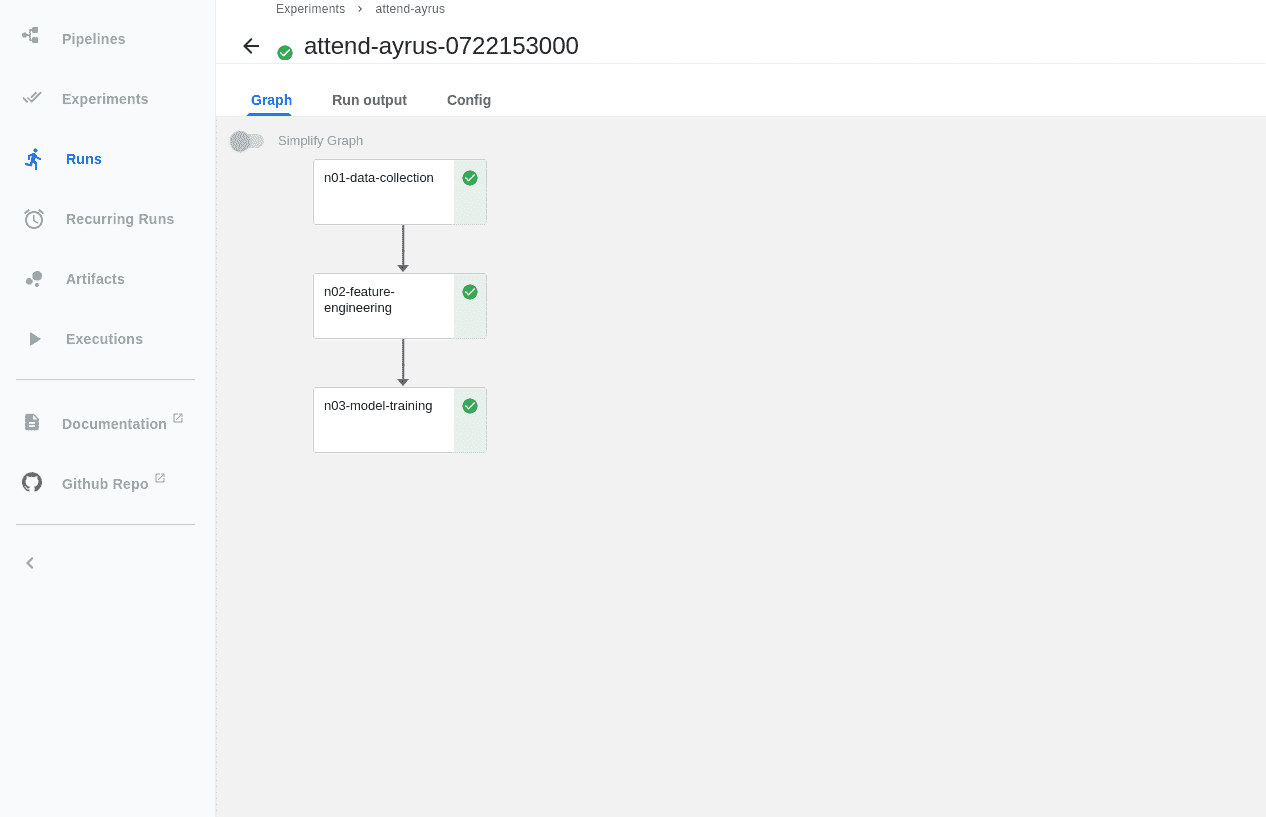 Pipelines
Experiments
Runs
Recurring Runs
Artifacts
Executions
Documentation
Github Repo
Experiments > attend-ayrus
attend-ayrus-0722153000
Graph Run output Config
Simplify Graph
n01-data-collection
n02-feature-
engineering
n03-model-training